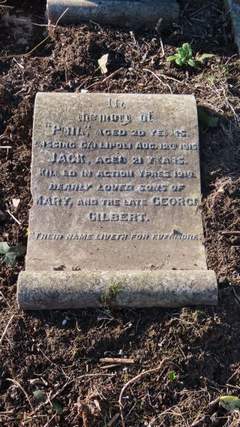 IN
MEMORY OF
"PHIL," AGED 20 YEARS.
MISSING GALLIPOLI AUG. 1915
JACK, AGED 21 YEARS.
KILLED IN ACTION YPRES
DEARLY LOVED SONS OF
MARY, AND THE LATE GEORGE
GILBERT.
THEIR NAME LIVETH FOR EVERMORE.